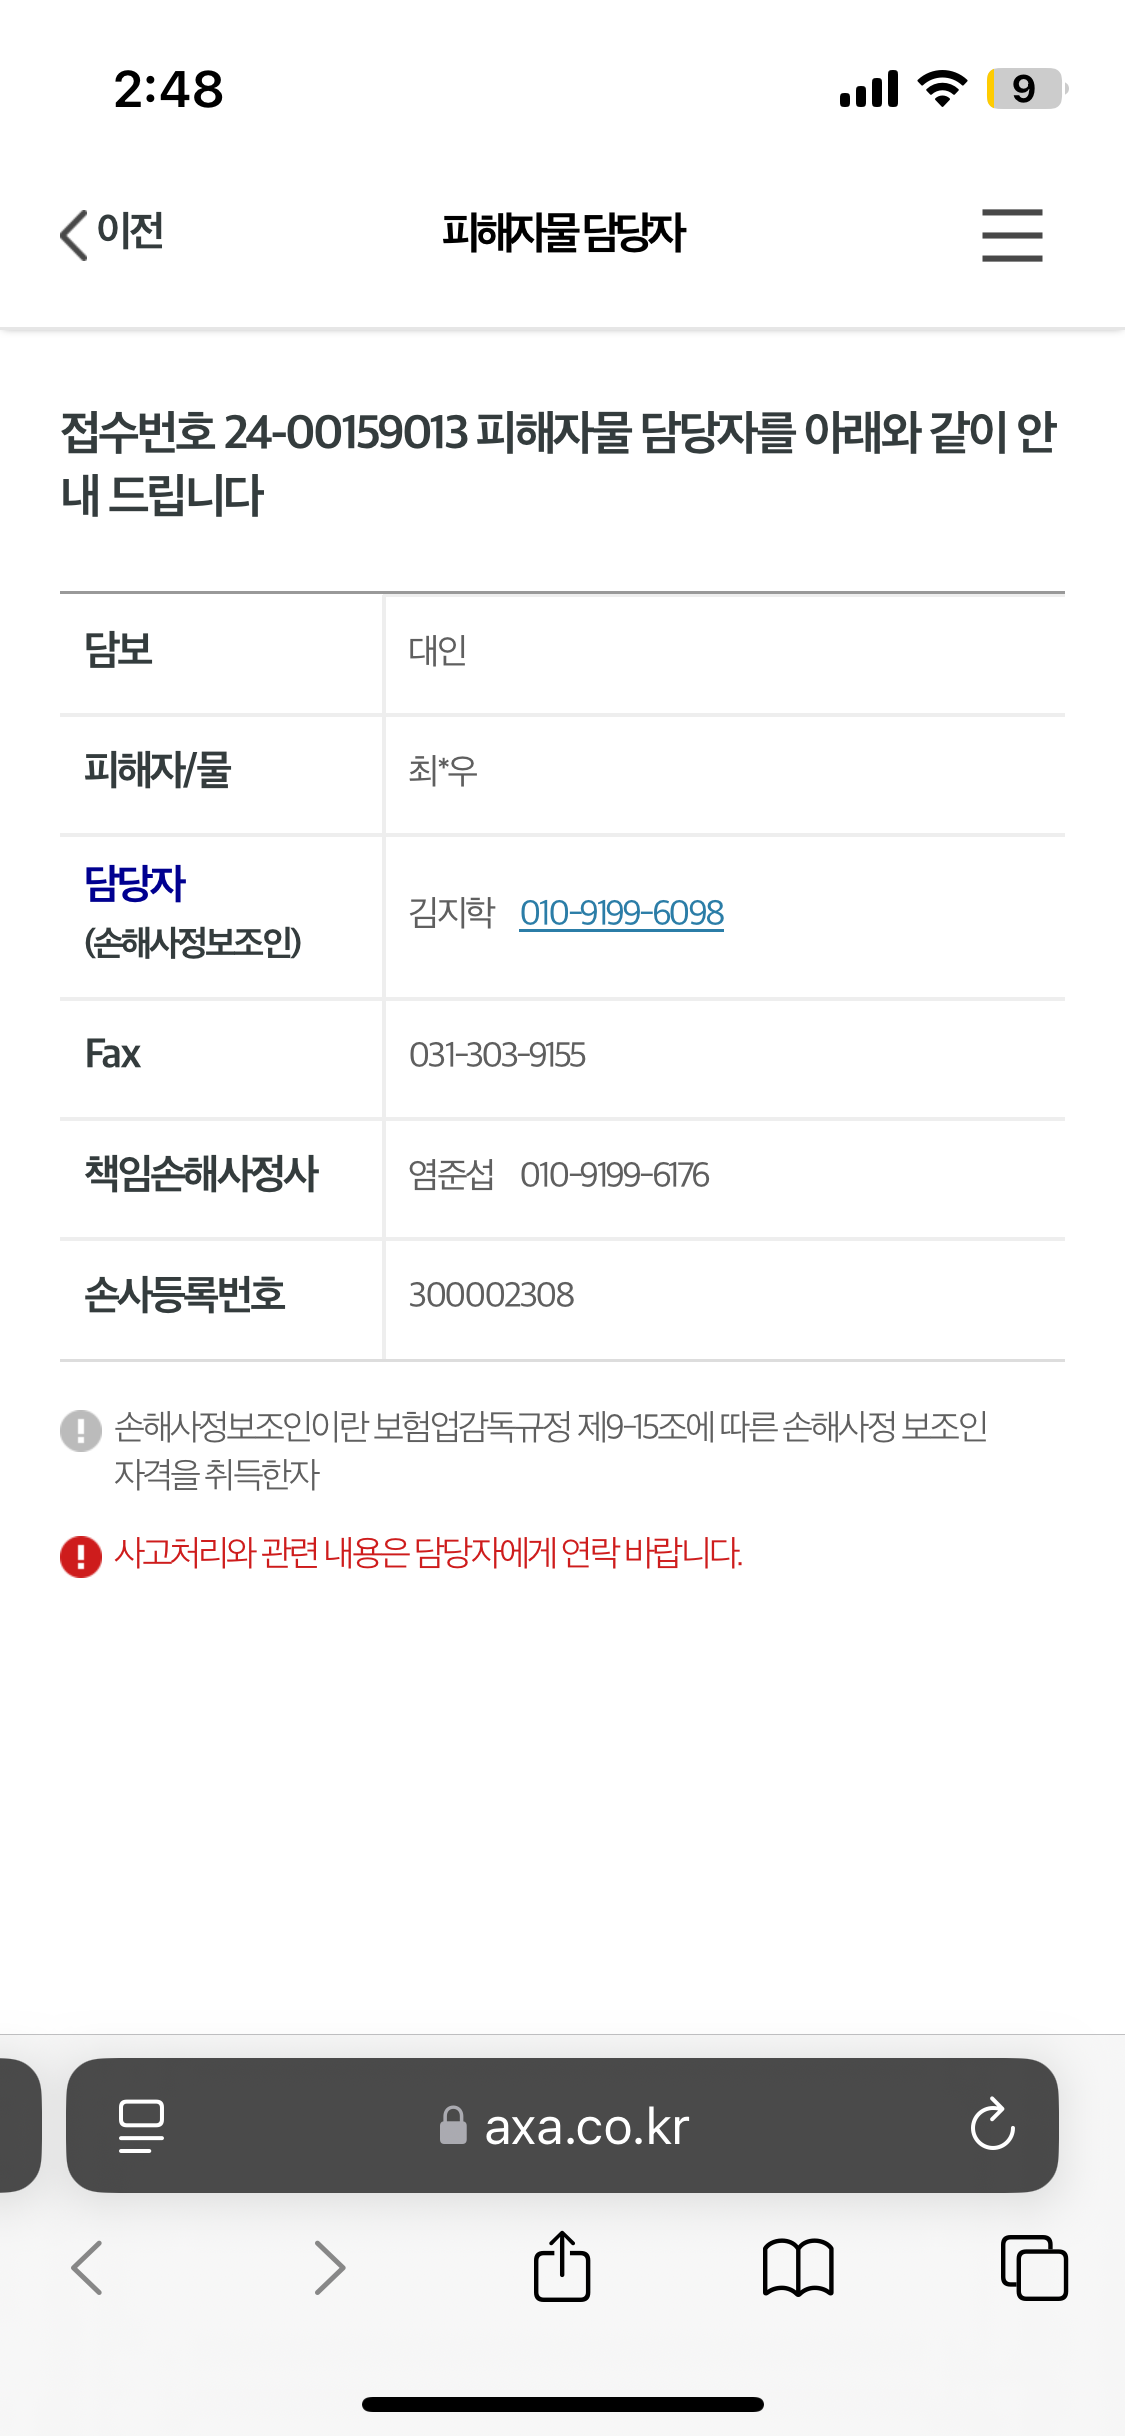 2:48
9
이전
피해자물 담당자
접수번호 24-00159013 피해자물 담당자를 아래와 같이 안
내 드립니다
담보 대인
피해자/물 최*우
담당자
(손해사정보조인)
김지학 010-9199-6098
Fax 031-303-9155
책임손해사정사 염준섭 010-9199-6176
손사등록번호 300002308
손해사정보조인이란 보험업감독규정 제9-15조에 따른 손해사정 보조인
자격을 취득한자
사고처리와 관련 내용은 담당자에게 연락 바랍니다.
axa.co.kr